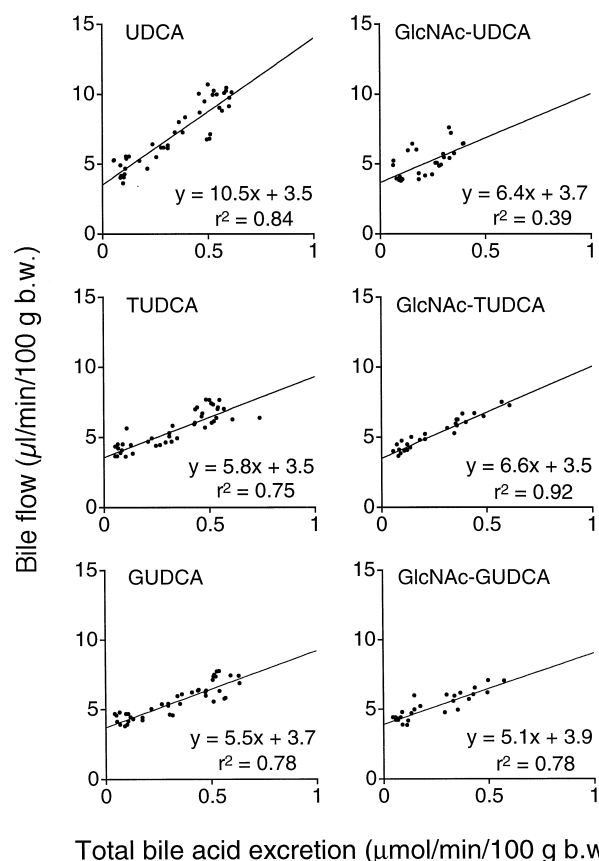 Bile flow (μl/min/100 g b.w.)
UDCA
15
10
5
0
0 0.5 1
y = 10.5x + 3.5
r² = 0.84
GlcNAc-UDCA
15
10
5
0
0 0.5 1
y = 6.4x + 3.7
r² = 0.39
TUDCA
15
10
5
0
0 0.5 1
y = 5.8x + 3.5
r² = 0.75
GlcNAc-TUDCA
15
10
5
0
0 0.5 1
y = 6.6x + 3.5
r² = 0.92
GUDCA
15
10
5
0
0 0.5 1
y = 5.5x + 3.7
r² = 0.78
GlcNAc-GUDCA
15
10
5
0
0 0.5 1
y = 5.1x + 3.9
r² = 0.78
Total bile acid excretion (μmol/min/100 g b.w